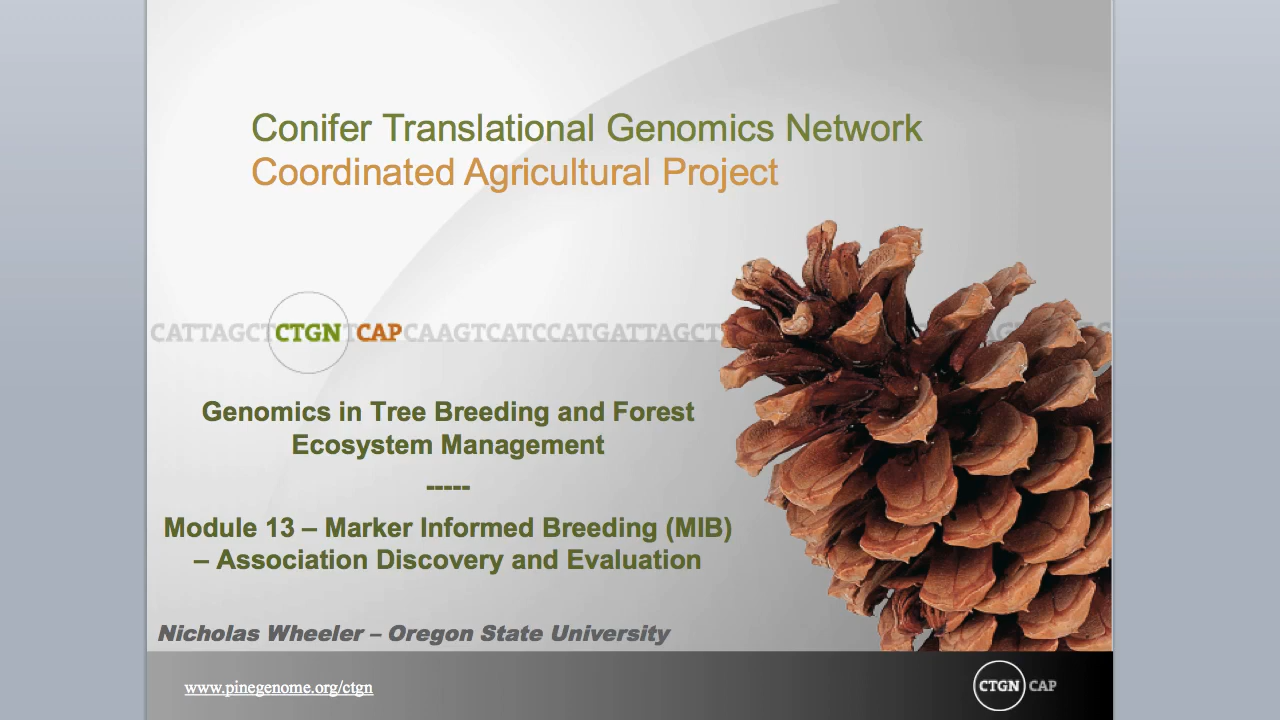 Conifer Translational Genomics Network
Coordinated Agricultural Project
CATTAGCTCTGNTCAPCAAGTCATCCATGATTAGCT
Genomics in Tree Breeding and Forest
Ecosystem Management
-----
Module 13 – Marker Informed Breeding (MIB)
– Association Discovery and Evaluation
Nicholas Wheeler – Oregon State University
www.pinegenome.org/ctgn
CTGN CAP